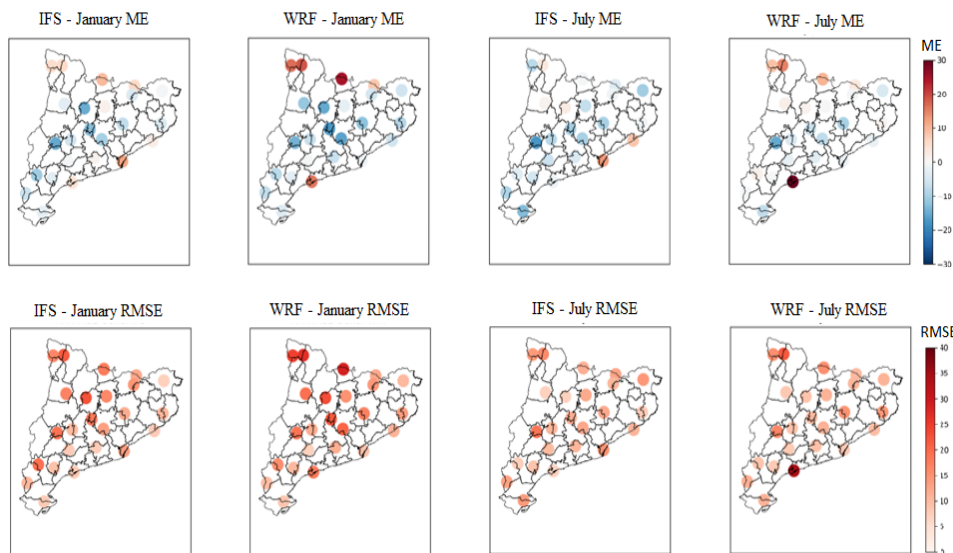 IFS - January ME
WRF - January ME
IFS - July ME
WRF - July ME
ME
30
20
10
0
−10
−20
−30
IFS - January RMSE
WRF - January RMSE
IFS - July RMSE
WRF - July RMSE
RMSE
40
35
30
25
20
15
10
5